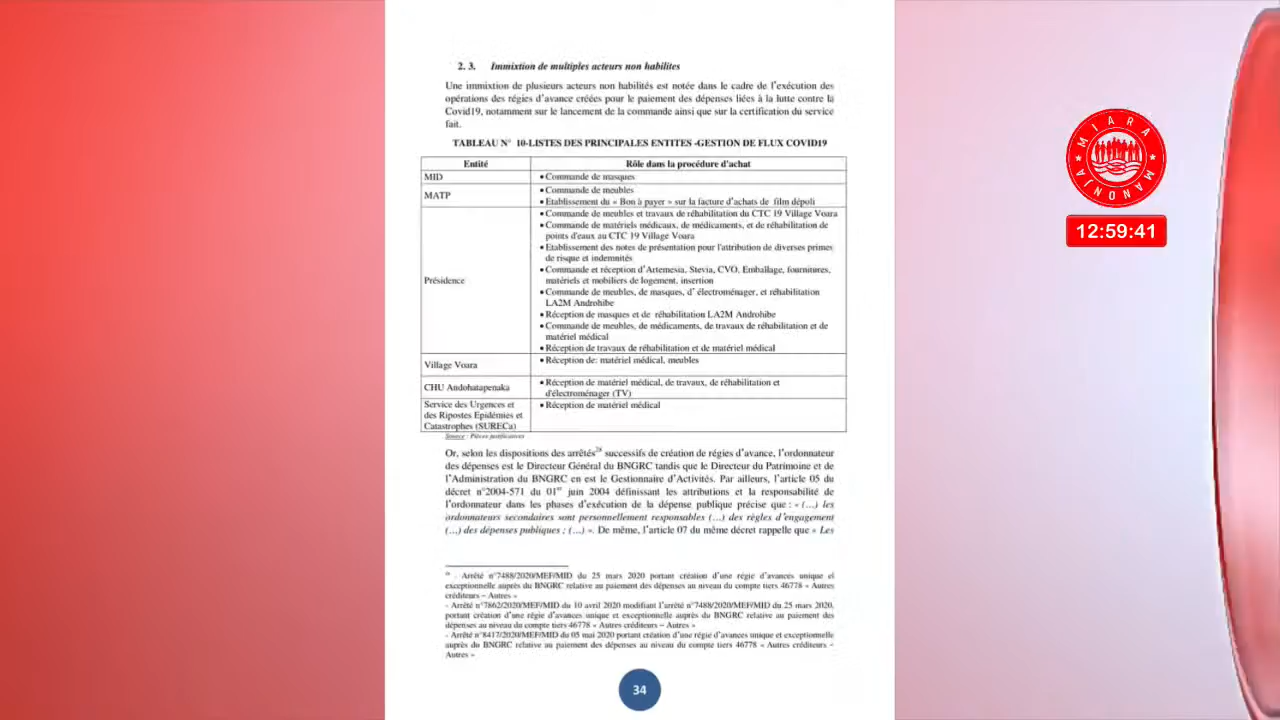 2. 3. Immixtion de multiples acteurs non habilites
Une immixtion de plusieurs acteurs non habilités est notée dans le cadre de l'exécution des
opérations des régies d'avance créées pour le paiement des dépenses liées à la lutte contre la
Covid19, notamment sur le lancement de la commande ainsi que sur la certification du service
fait.
TABLEAU N° 10-LISTES DES PRINCIPALES ENTITES -GESTION DE FLUX COVID19
Entité Rôle dans la procédure d'achat
MID • Commande de masques
MATP • Commande de meubles
• Etablissement du « Bon à payer » sur la facture d'achats de film dépoli
Présidence • Commande de meubles et travaux de réhabilitation du CTC 19 Village Voara
• Commande de matériels médicaux, de médicaments, et de réhabilitation de
points d'eaux au CTC 19 Village Voara
• Etablissement des notes de présentation pour l'attribution de diverses primes
de risque et indemnités
• Commande et réception d'Artemesia, Stevia, CVO, Emballage, fournitures,
matériels et mobiliers de logement, insertion
• Commande de meubles, de masques, d' électroménager, et réhabilitation
LA2M Androhibe
• Réception de masques et de réhabilitation LA2M Androhibe
• Commande de meubles, de médicaments, de travaux de réhabilitation et de
matériel médical
• Réception de travaux de réhabilitation et de matériel médical
Village Voara • Réception de: matériel médical, meubles
CHU Andohatapenaka • Réception de matériel médical, de travaux, de réhabilitation et
d'électroménager (TV)
Service des Urgences et • Réception de matériel médical
des Ripostes Epidémies et
Catastrophes (SURECa)
Source : Pièces justificatives
Or, selon les dispositions des arrêtés28 successifs de création de régies d'avance, l'ordonnateur
des dépenses est le Directeur Général du BNGRC tandis que le Directeur du Patrimoine et de
l'Administration du BNGRC en est le Gestionnaire d'Activités. Par ailleurs, l'article 05 du
décret n°2004-571 du 01er juin 2004 définissant les attributions et la responsabilité de
l'ordonnateur dans les phases d'exécution de la dépense publique précise que : « (…) les
ordonnateurs secondaires sont personnellement responsables (…) des règles d'engagement
(…) des dépenses publiques ; (…) ». De même, l'article 07 du même décret rappelle que « Les
28 - Arrêté n°7488/2020/MEF/MID du 25 mars 2020 portant création d'une régie d'avances unique et
exceptionnelle auprès du BNGRC relative au paiement des dépenses au niveau du compte tiers 46778 « Autres
créditeurs – Autres »
- Arrêté n°7862/2020/MEF/MID du 10 avril 2020 modifiant l'arrêté n°7488/2020/MEF/MID du 25 mars 2020,
portant création d'une régie d'avances unique et exceptionnelle auprès du BNGRC relative au paiement des
dépenses au niveau du compte tiers 46778 « Autres créditeurs – Autres »
- Arrêté n°8417/2020/MEF/MID du 05 mai 2020 portant création d'une régie d'avances unique et exceptionnelle
auprès du BNGRC relative au paiement des dépenses au niveau du compte tiers 46778 « Autres créditeurs –
Autres »
34
MIARA
MANDNJA
12:59:41